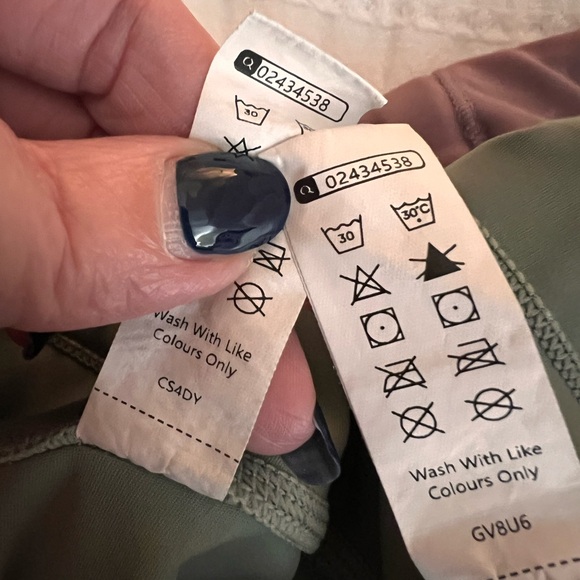 Q 02434538
30
Wash With Like
Colours Only
CS4DY
Q 02434538
30
30°C
Wash With Like
Colours Only
GV8U6